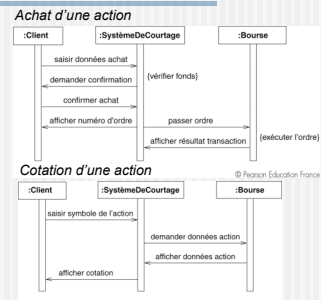 Achat d'une action
:Client :SystèmeDeCourtage :Bourse
saisir données achat
{vérifier fonds}
demander confirmation
confirmer achat
afficher numéro d'ordre passer ordre
{exécuter l'ordre}
afficher résultat transaction
Cotation d'une action
© Pearson Education France
:Client :SystèmeDeCourtage :Bourse
saisir symbole de l'action
demander données action
afficher données action
afficher cotation